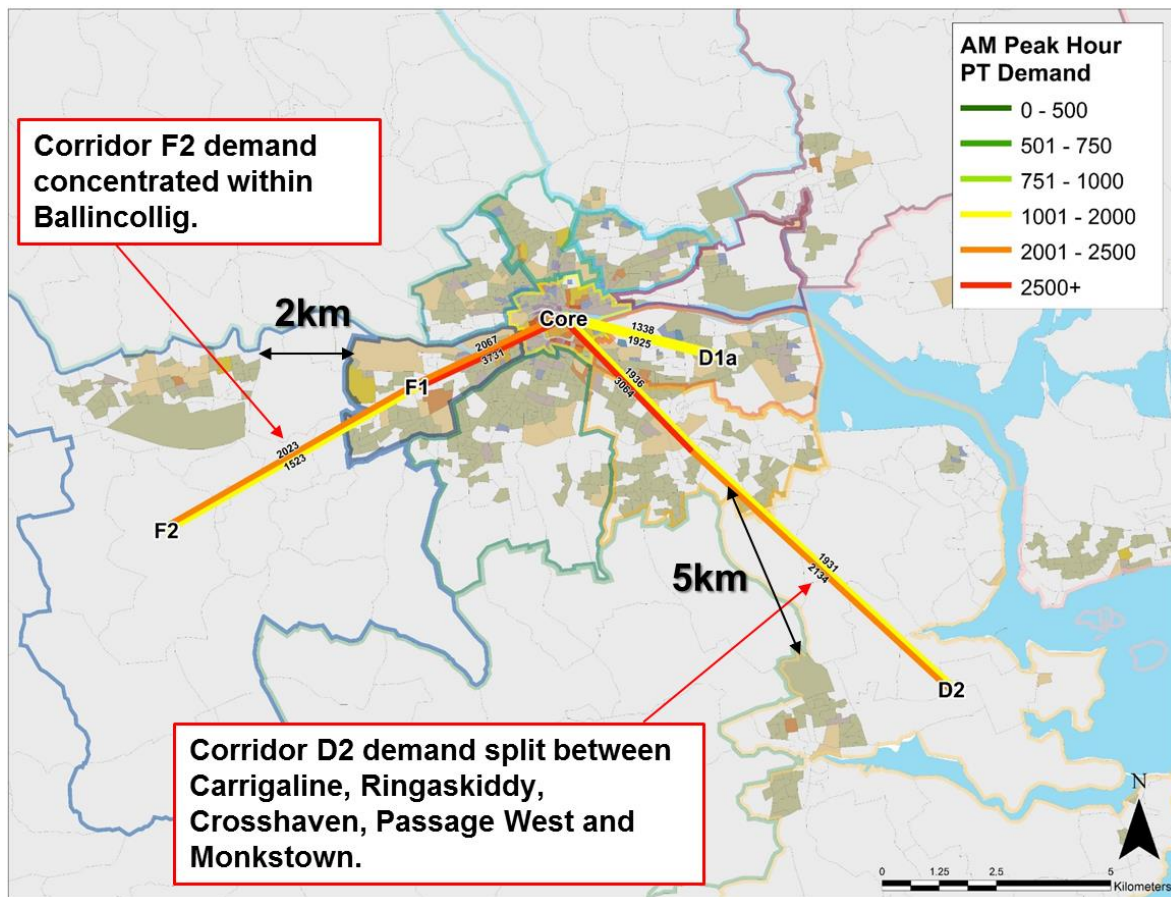 AM Peak Hour
PT Demand
0 - 500
501 - 750
751 - 1000
1001 - 2000
2001 - 2500
2500+
Corridor F2 demand
concentrated within
Ballincollig.
2km
Core
1338
1925
D1a
2067
3731
F1
1936
3064
2023
1523
F2
5km
1931
2134
D2
Corridor D2 demand split between
Carrigaline, Ringaskiddy,
Crosshaven, Passage West and
Monkstown.
N
0 1.25 2.5 5
Kilometers